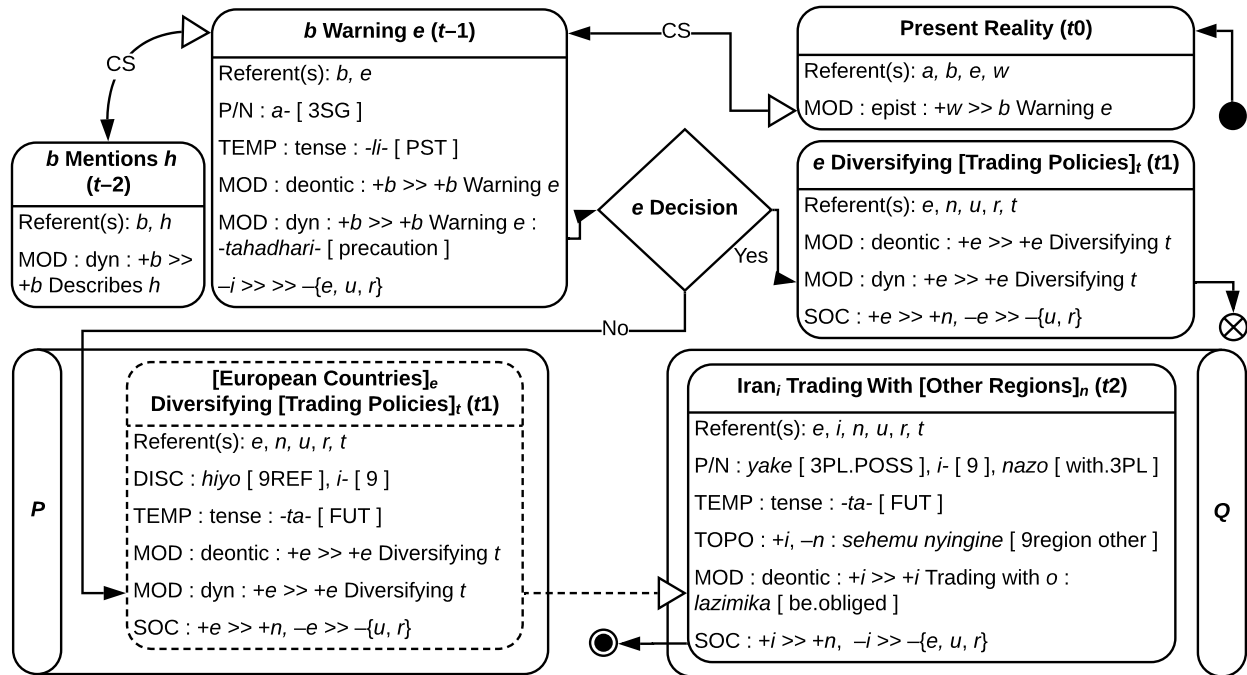 b Warning e (t–1)
Referent(s): b, e
P/N : a- [ 3SG ]
TEMP : tense : -li- [ PST ]
MOD : deontic : +b >> +b Warning e
MOD : dyn : +b >> +b Warning e :
-tahadhari- [ precaution ]
–i >> >> –{e, u, r}
CS
b Mentions h
(t–2)
Referent(s): b, h
MOD : dyn : +b >>
+b Describes h
CS
Present Reality (t0)
Referent(s): a, b, e, w
MOD : epist : +w >> b Warning e
e Decision
Yes
No
e Diversifying [Trading Policies]t (t1)
Referent(s): e, n, u, r, t
MOD : deontic : +e >> +e Diversifying t
MOD : dyn : +e >> +e Diversifying t
SOC : +e >> +n, –e >> –{u, r}
P
[European Countries]e
Diversifying [Trading Policies]t (t1)
Referent(s): e, n, u, r, t
DISC : hiyo [ 9REF ], i- [ 9 ]
TEMP : tense : -ta- [ FUT ]
MOD : deontic : +e >> +e Diversifying t
MOD : dyn : +e >> +e Diversifying t
SOC : +e >> +n, –e >> –{u, r}
Irani Trading With [Other Regions]n (t2)
Referent(s): e, i, n, u, r, t
P/N : yake [ 3PL.POSS ], i- [ 9 ], nazo [ with.3PL ]
TEMP : tense : -ta- [ FUT ]
TOPO : +i, –n : sehemu nyingine [ 9region other ]
MOD : deontic : +i >> +i Trading with o :
lazimika [ be.obliged ]
SOC : +i >> +n, –i >> –{e, u, r}
Q